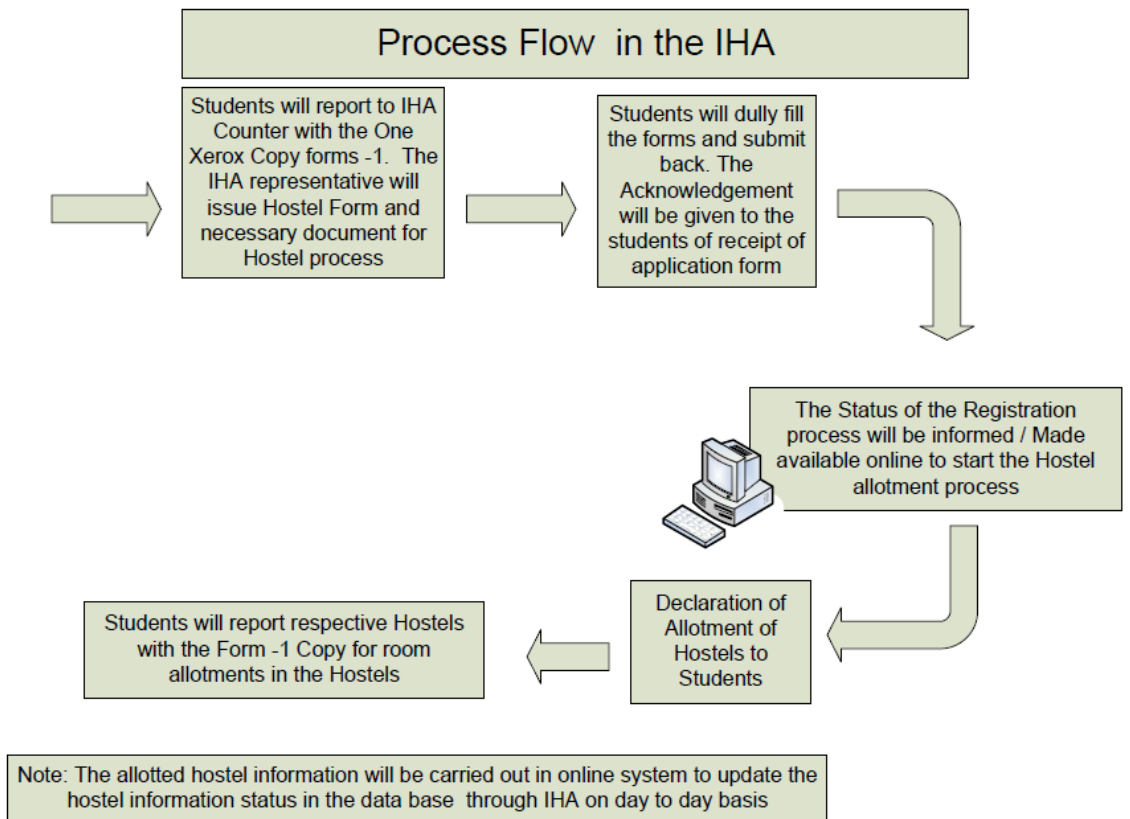 Process Flow in the IHA
Students will report to IHA
Counter with the One
Xerox Copy forms -1. The
IHA representative will
issue Hostel Form and
necessary document for
Hostel process
Students will dully fill
the forms and submit
back. The
Acknowledgement
will be given to the
students of receipt of
application form
The Status of the Registration
process will be informed / Made
available online to start the Hostel
allotment process
Declaration of
Allotment of
Hostels to
Students
Students will report respective Hostels
with the Form -1 Copy for room
allotments in the Hostels
Note: The allotted hostel information will be carried out in online system to update the
hostel information status in the data base through IHA on day to day basis